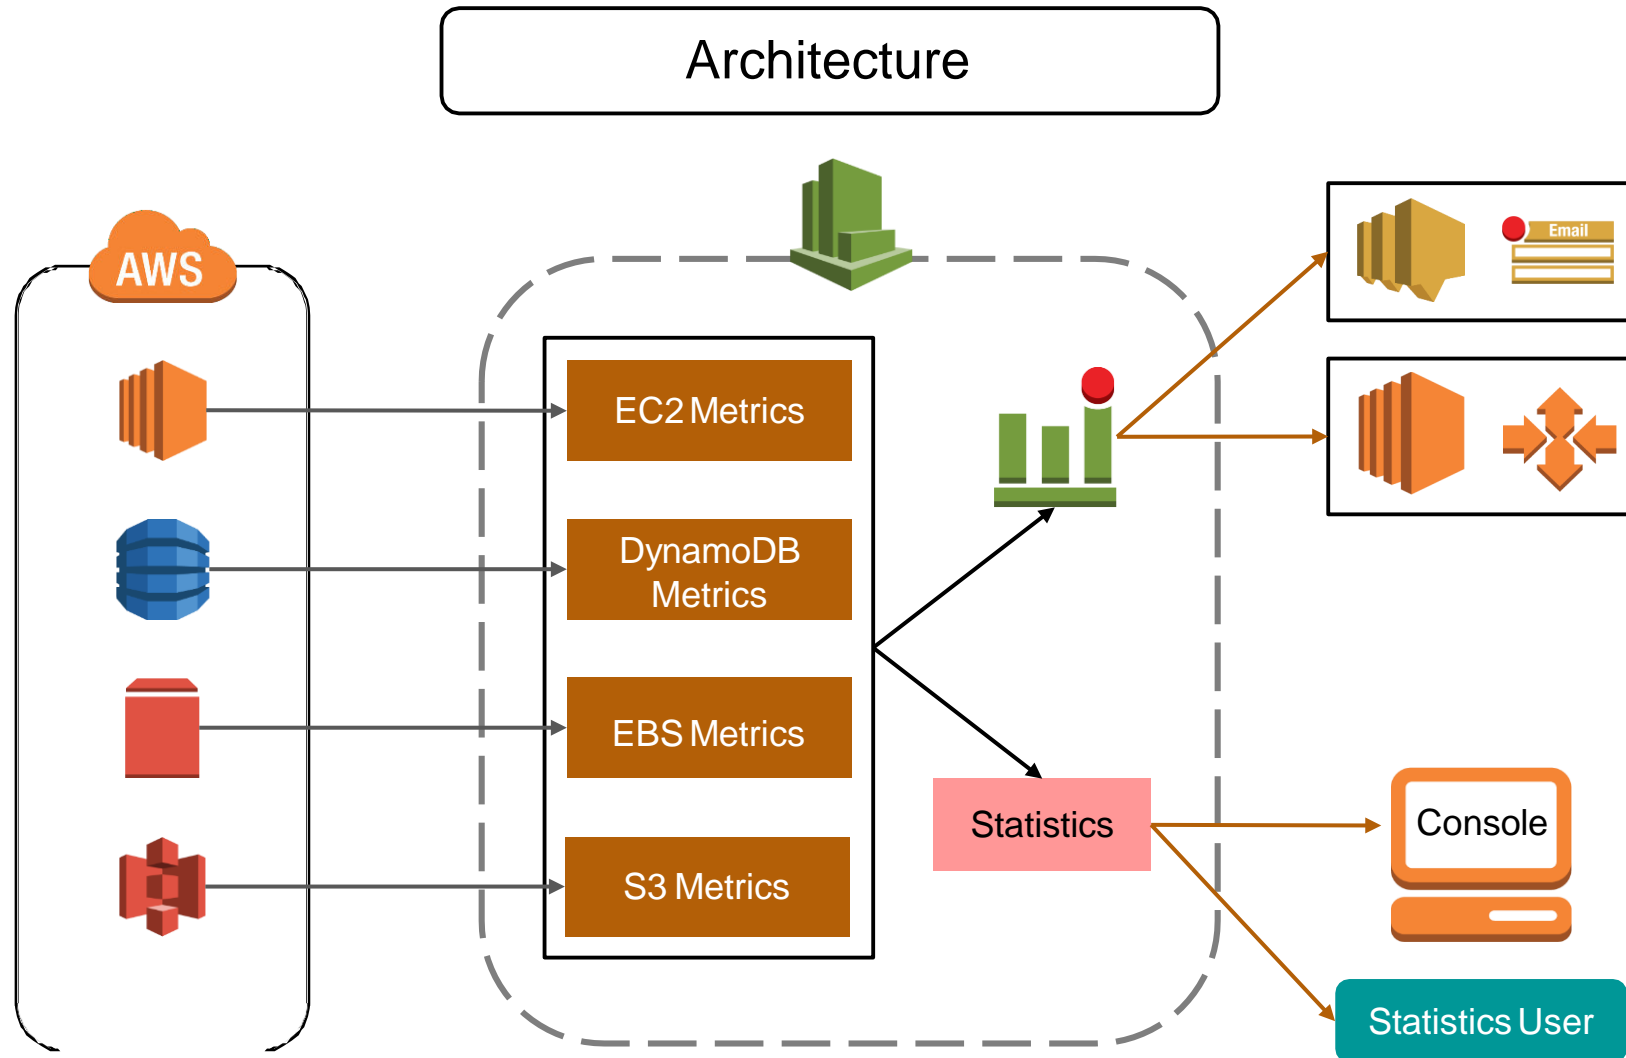 Architecture
AWS
Email
EC2 Metrics
DynamoDB
Metrics
EBS Metrics
S3 Metrics
Statistics
Console
Statistics User